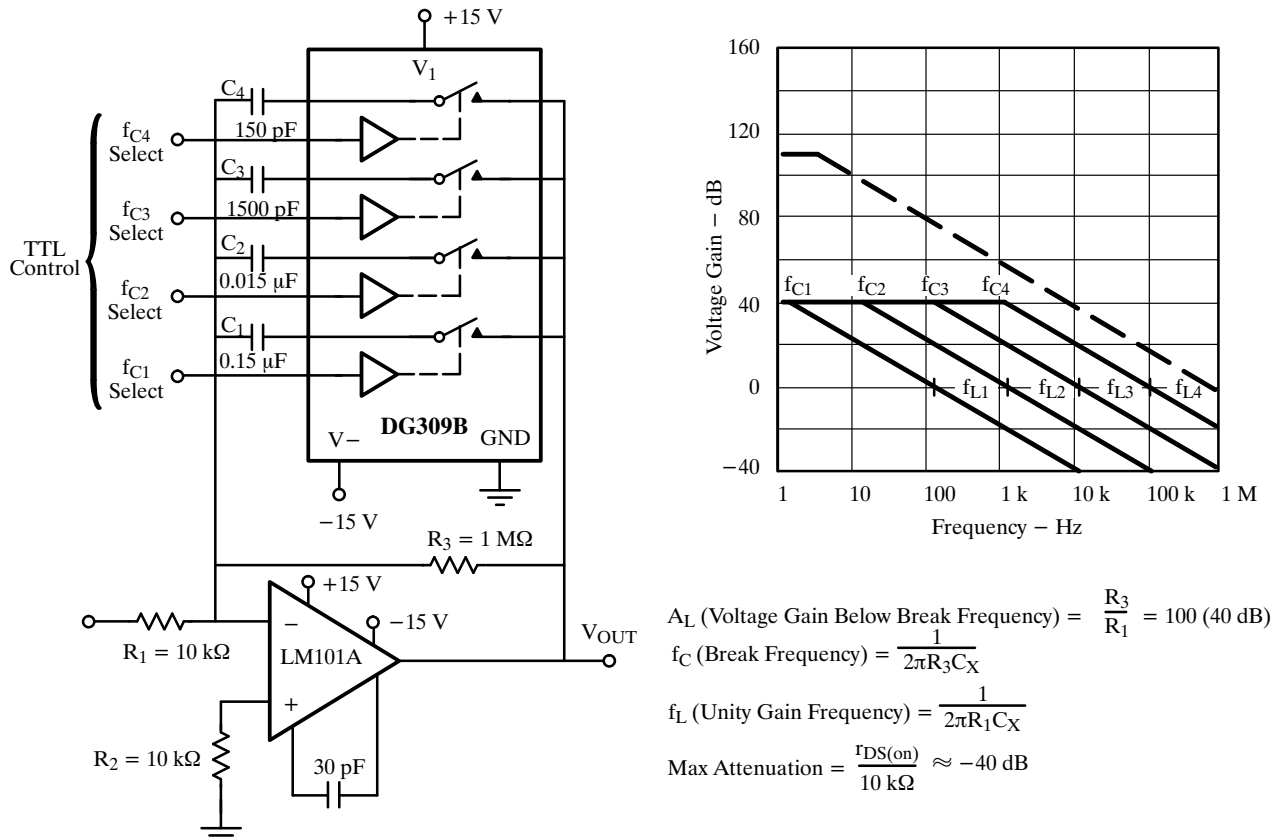 +15 V
V1
C4
150 pF
fC4
Select
C3
1500 pF
fC3
Select
TTL
Control
C2
0.015 µF
fC2
Select
C1
0.15 µF
fC1
Select
DG309B
V−
GND
−15 V
R3 = 1 MΩ
+15 V
−15 V
VOUT
R1 = 10 kΩ
−
LM101A
+
R2 = 10 kΩ
30 pF
160
120
80
40
0
−40
Voltage Gain − dB
fC1 fC2 fC3 fC4
fL1 fL2 fL3 fL4
1 10 100 1 k 10 k 100 k 1 M
Frequency − Hz
AL (Voltage Gain Below Break Frequency) = R3/R1 = 100 (40 dB)
fC (Break Frequency) = 1/2πR3CX
fL (Unity Gain Frequency) = 1/2πR1CX
Max Attenuation = rDS(on)/10 kΩ ≈ −40 dB